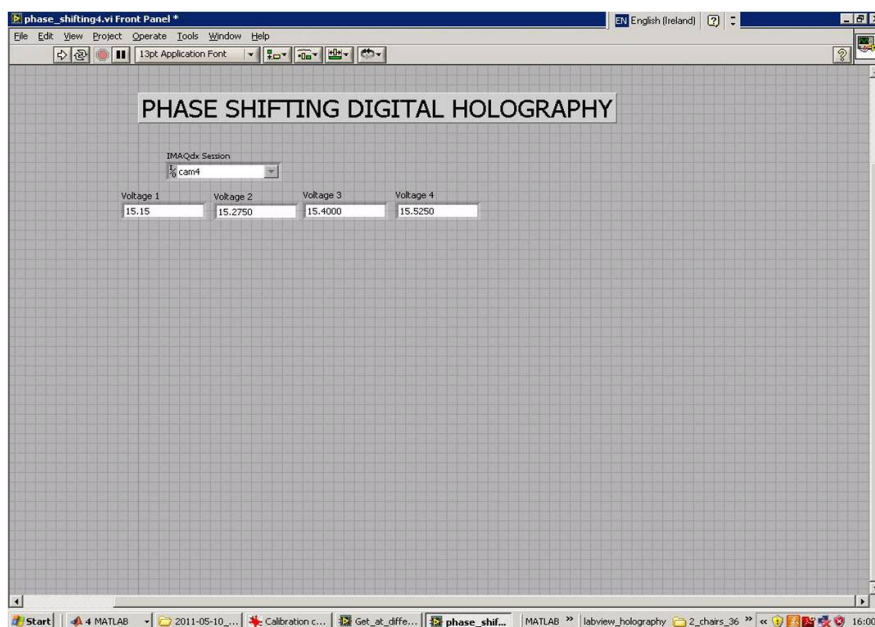 phase_shifting4.vi Front Panel *
EN English (Ireland) ?
File Edit View Project Operate Tools Window Help
13pt Application Font ?
PHASE SHIFTING DIGITAL HOLOGRAPHY
IMAQdx Session
cam4
Voltage 1 Voltage 2 Voltage 3 Voltage 4
15.15 15.2750 15.4000 15.5250
Start 4 MATLAB 2011-05-10_... Calibration c... Get_at_diffe... phase_shif... MATLAB » labview_holography 2_chairs_36 » « 16:00